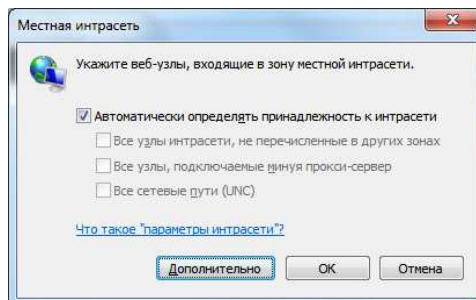 Местная интрасеть
Укажите веб-узлы, входящие в зону местной интрасети.
Автоматически определять принадлежность к интрасети
Все узлы интрасети, не перечисленные в других зонах
Все узлы, подключаемые минуя прокси-сервер
Все сетевые пути (UNC)
Что такое "параметры интрасети"?
Дополнительно ОК Отмена